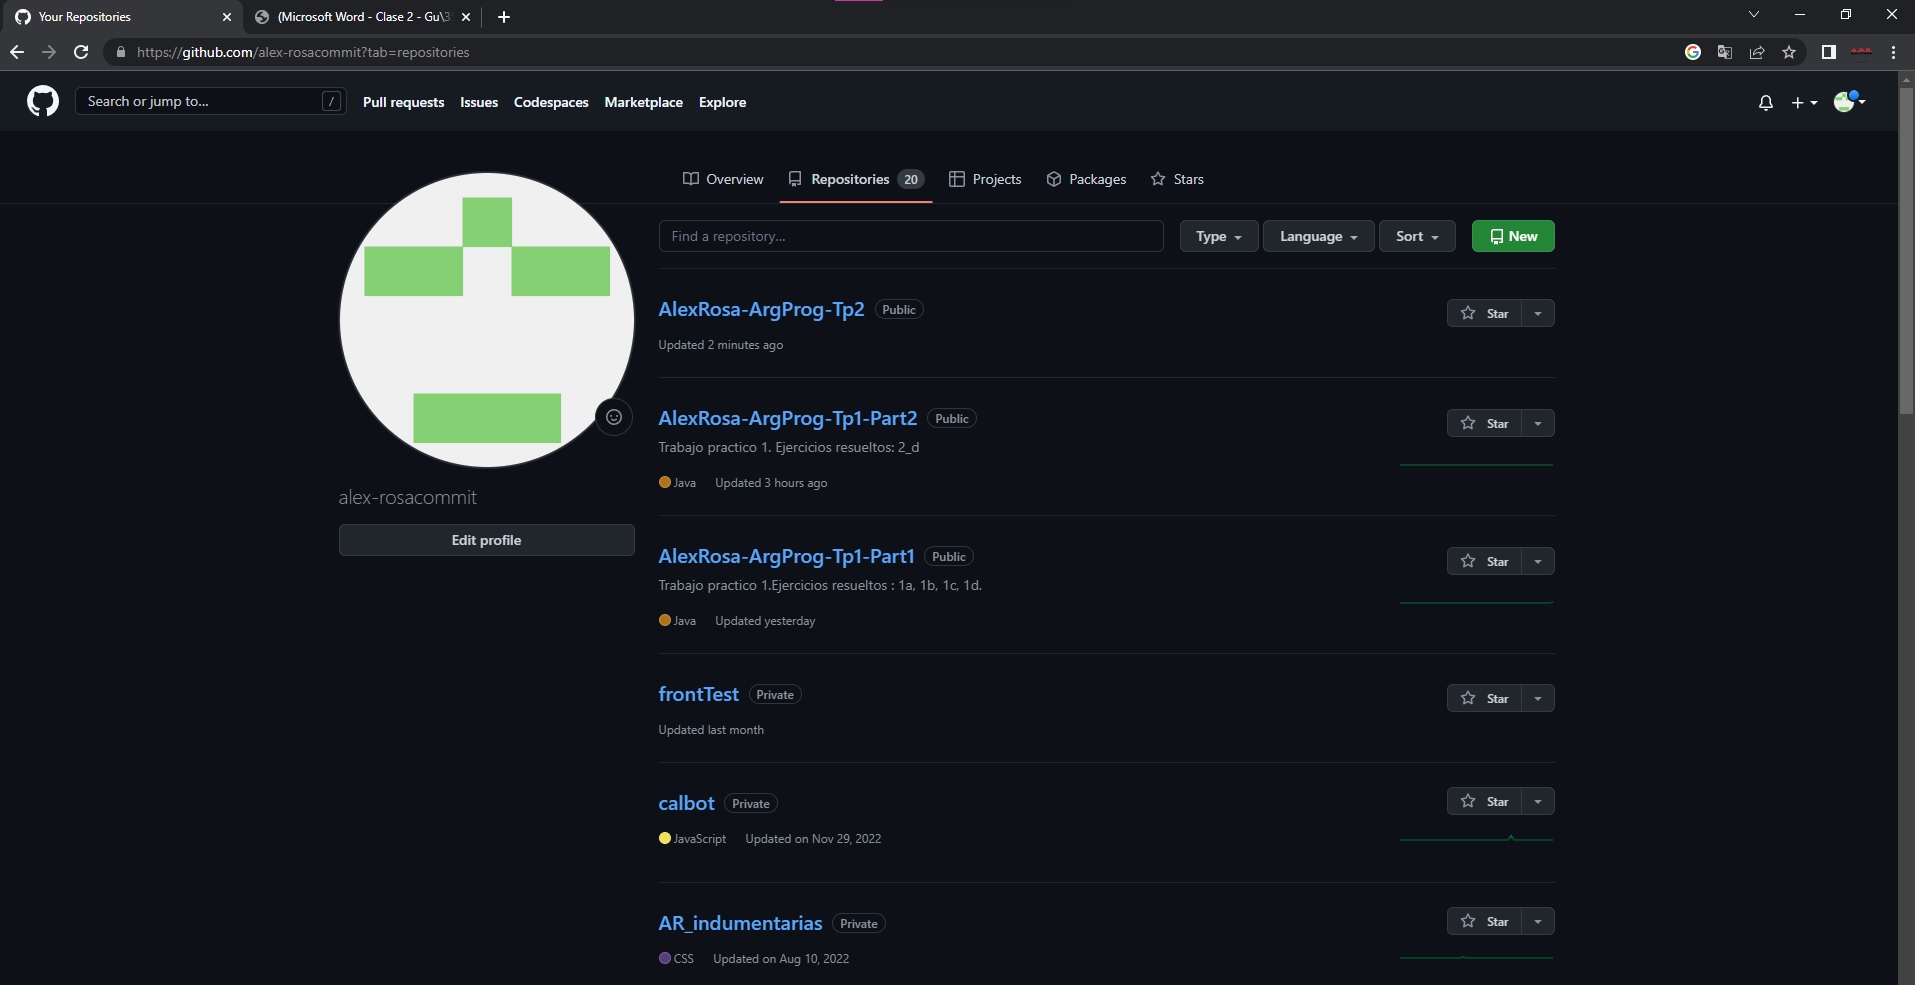 Your Repositories
(Microsoft Word - Clase 2 - Gu\3
https://github.com/alex-rosacommit?tab=repositories
Search or jump to... /
Pull requests Issues Codespaces Marketplace Explore
Overview Repositories 20 Projects Packages Stars
Find a repository... Type Language Sort New
AlexRosa-ArgProg-Tp2 Public Star
Updated 2 minutes ago
AlexRosa-ArgProg-Tp1-Part2 Public Star
Trabajo practico 1. Ejercicios resueltos: 2_d
Java Updated 3 hours ago
alex-rosacommit
Edit profile
AlexRosa-ArgProg-Tp1-Part1 Public Star
Trabajo practico 1.Ejercicios resueltos : 1a, 1b, 1c, 1d.
Java Updated yesterday
frontTest Private Star
Updated last month
calbot Private Star
JavaScript Updated on Nov 29, 2022
AR_indumentarias Private Star
CSS Updated on Aug 10, 2022